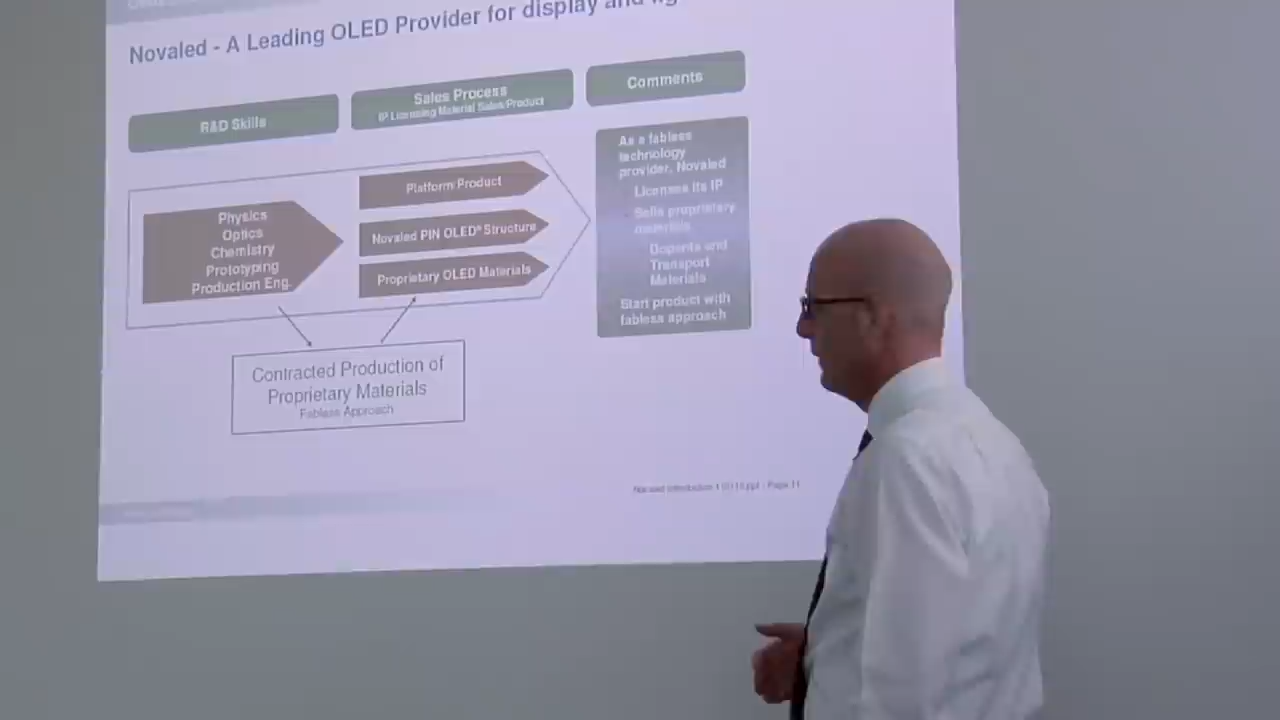 Novaled - A Leading OLED Provider for display and
R&D Skills
Sales Process
IP Licensing Material Sales/Product
Comments
Physics
Optics
Chemistry
Prototyping
Production Eng.
Platform Product
Novaled PIN OLED® Structure
Proprietary OLED Materials
Contracted Production of
Proprietary Materials
Fabless Approach
As a fabless
technology
provider, Novaled
Licenses its IP
Sells proprietary
materials
Dopants and
Transport
Materials
Start product with
fabless approach
Page 11